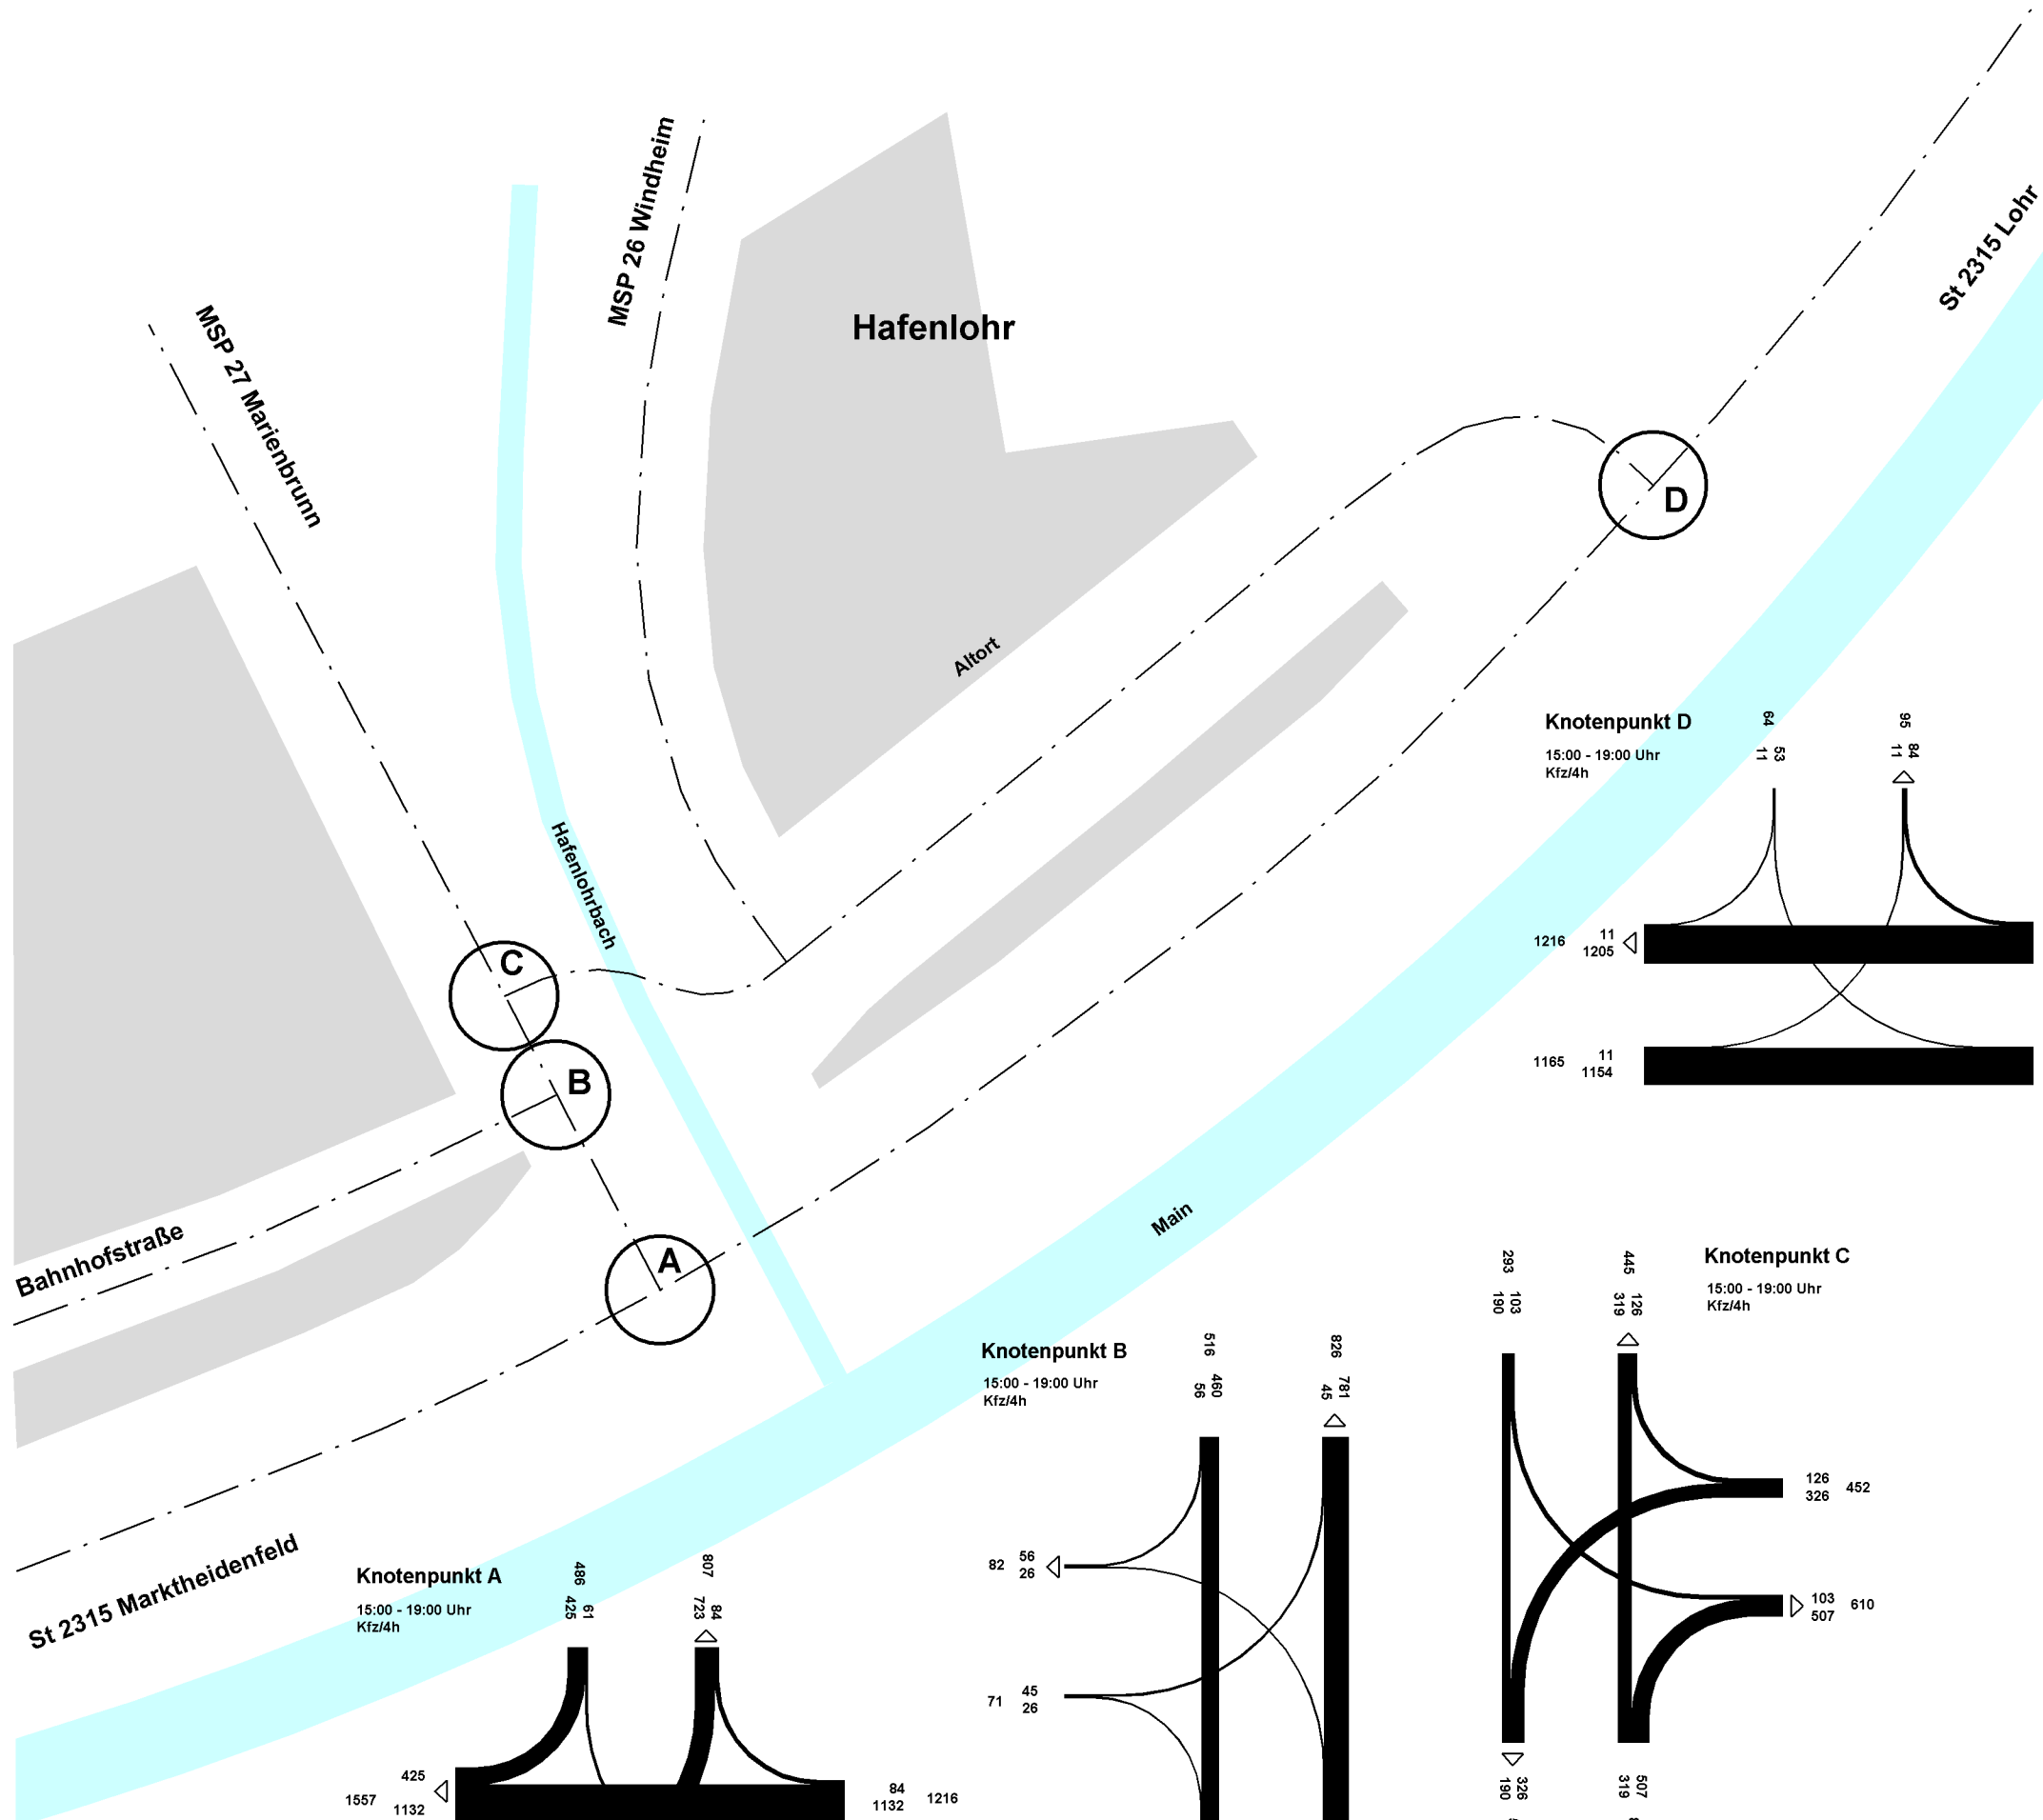 MSP 27 Marienbrunn
MSP 26 Windheim
Hafenlohr
St 2315 Lohr
D
Altort
Hafenlohrbach
C
B
A
Main
Bahnhofstraße
St 2315 Marktheidenfeld
Knotenpunkt D
15:00 - 19:00 Uhr
Kfz/4h
64
53
11
95
84
11
1216
11
1205
1165
11
1154
Knotenpunkt C
15:00 - 19:00 Uhr
Kfz/4h
293
103
190
445
126
319
126
326
452
103
507
610
326
190
507
319
Knotenpunkt B
15:00 - 19:00 Uhr
Kfz/4h
516
460
56
826
781
45
82
56
26
71
45
26
Knotenpunkt A
15:00 - 19:00 Uhr
Kfz/4h
486
61
425
807
84
723
1557
425
1132
84
1132
1216